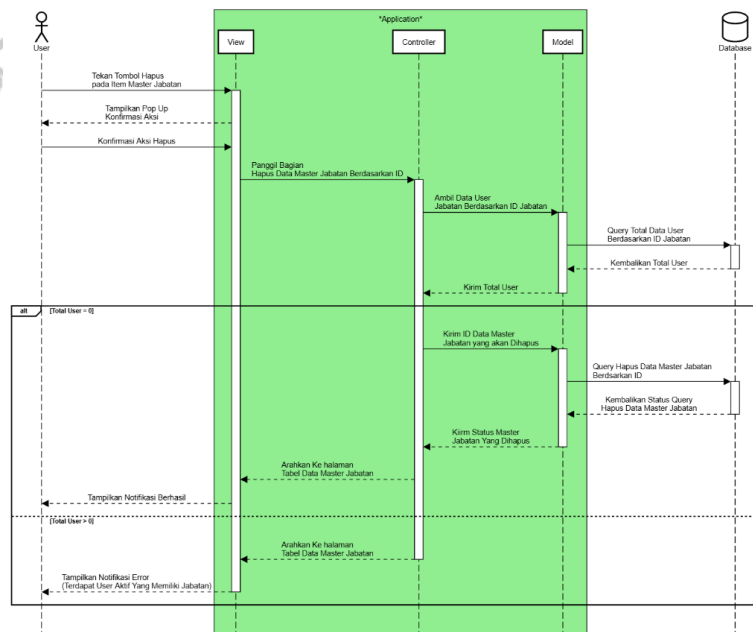 *Application*
User
View
Controller
Model
Database
Tekan Tombol Hapus
pada Item Master Jabatan
Tampilkan Pop Up
Konfirmasi Aksi
Konfirmasi Aksi Hapus
Panggil Bagian
Hapus Data Master Jabatan Berdasarkan ID
Ambil Data User
Jabatan Berdasarkan ID Jabatan
Query Total Data User
Berdasarkan ID Jabatan
Kembalikan Total User
Kirim Total User
alt
[Total User = 0]
Kirim ID Data Master
Jabatan yang akan Dihapus
Query Hapus Data Master Jabatan
Berdsarkan ID
Kembalikan Status Query
Hapus Data Master Jabatan
Kiirm Status Master
Jabatan Yang Dihapus
Arahkan Ke halaman
Tabel Data Master Jabatan
Tampilkan Notifikasi Berhasil
[Total User > 0]
Arahkan Ke halaman
Tabel Data Master Jabatan
Tampilkan Notifikasi Error
(Terdapat User Aktif Yang Memiliki Jabatan)